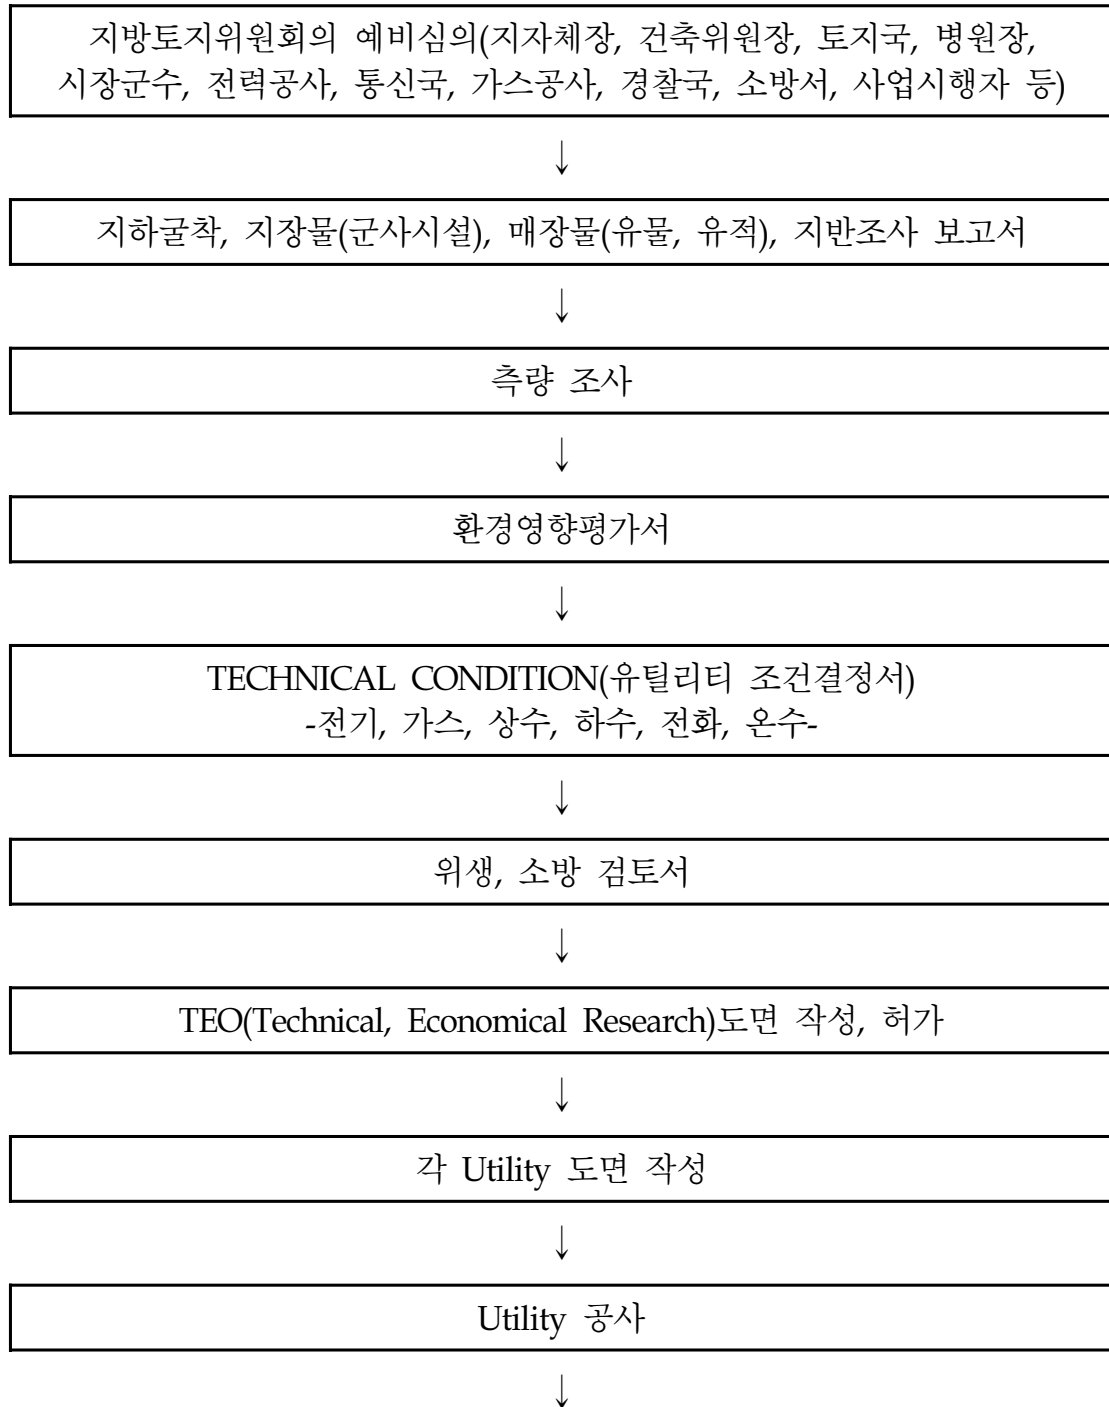 지방토지위원회의 예비심의(지자체장, 건축위원장, 토지국, 병원장,
시장군수, 전력공사, 통신국, 가스공사, 경찰국, 소방서, 사업시행자 등)
↓
지하굴착, 지장물(군사시설), 매장물(유물, 유적), 지반조사 보고서
↓
측량 조사
↓
환경영향평가서
↓
TECHNICAL CONDITION(유틸리티 조건결정서)
-전기, 가스, 상수, 하수, 전화, 온수-
↓
위생, 소방 검토서
↓
TEO(Technical, Economical Research)도면 작성, 허가
↓
각 Utility 도면 작성
↓
Utility 공사
↓